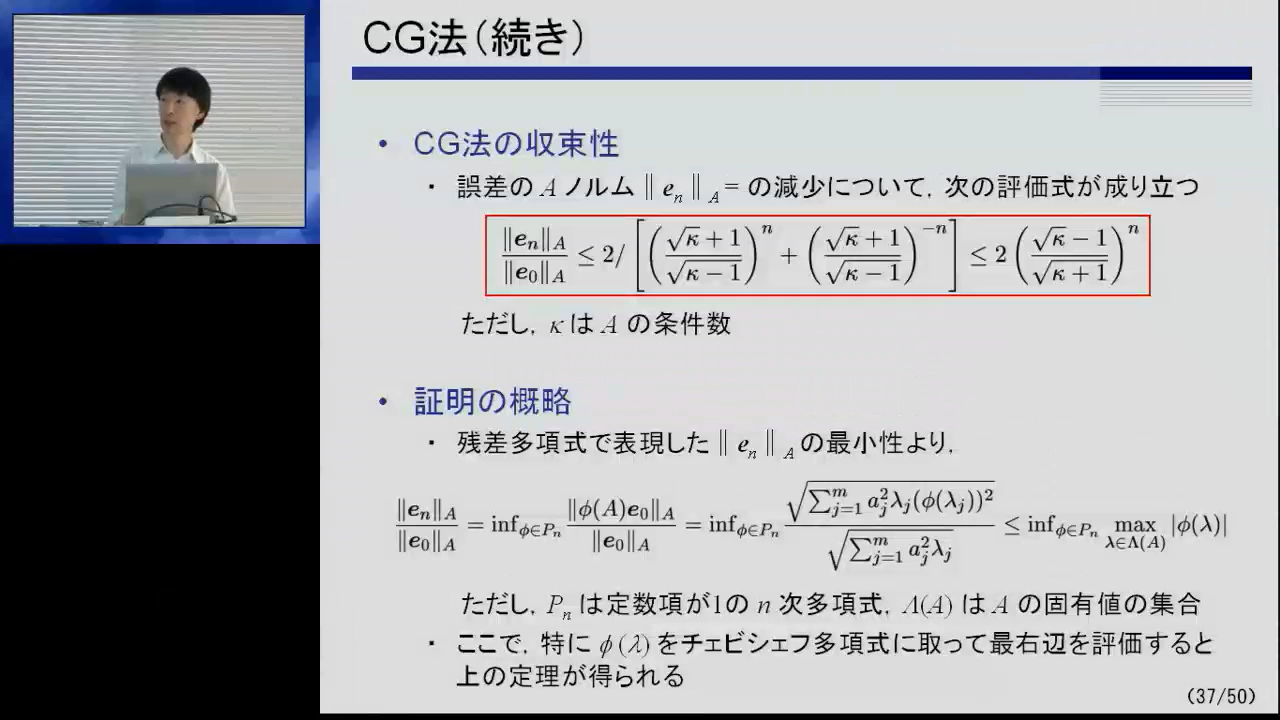 CG法（続き）
• CG法の収束性
・ 誤差の A ノルム ‖ e_n ‖_A = の減少について，次の評価式が成り立つ
‖e_n‖_A / ‖e_0‖_A ≤ 2/ [ ( (√κ + 1) / (√κ − 1) )^n + ( (√κ + 1) / (√κ − 1) )^{−n} ] ≤ 2 ( (√κ − 1) / (√κ + 1) )^n
ただし，κ は A の条件数
• 証明の概略
・ 残差多項式で表現した ‖ e_n ‖_A の最小性より，
‖e_n‖_A / ‖e_0‖_A = inf_{ϕ∈P_n} ‖ϕ(A)e_0‖_A / ‖e_0‖_A = inf_{ϕ∈P_n} √(∑_{j=1}^m a_j^2 λ_j (ϕ(λ_j))^2) / √(∑_{j=1}^m a_j^2 λ_j) ≤ inf_{ϕ∈P_n} max_{λ∈Λ(A)} |ϕ(λ)|
ただし，P_n は定数項が1の n 次多項式，Λ(A) は A の固有値の集合
・ ここで，特に ϕ (λ) をチェビシェフ多項式に取って最右辺を評価すると
上の定理が得られる
(37/50)